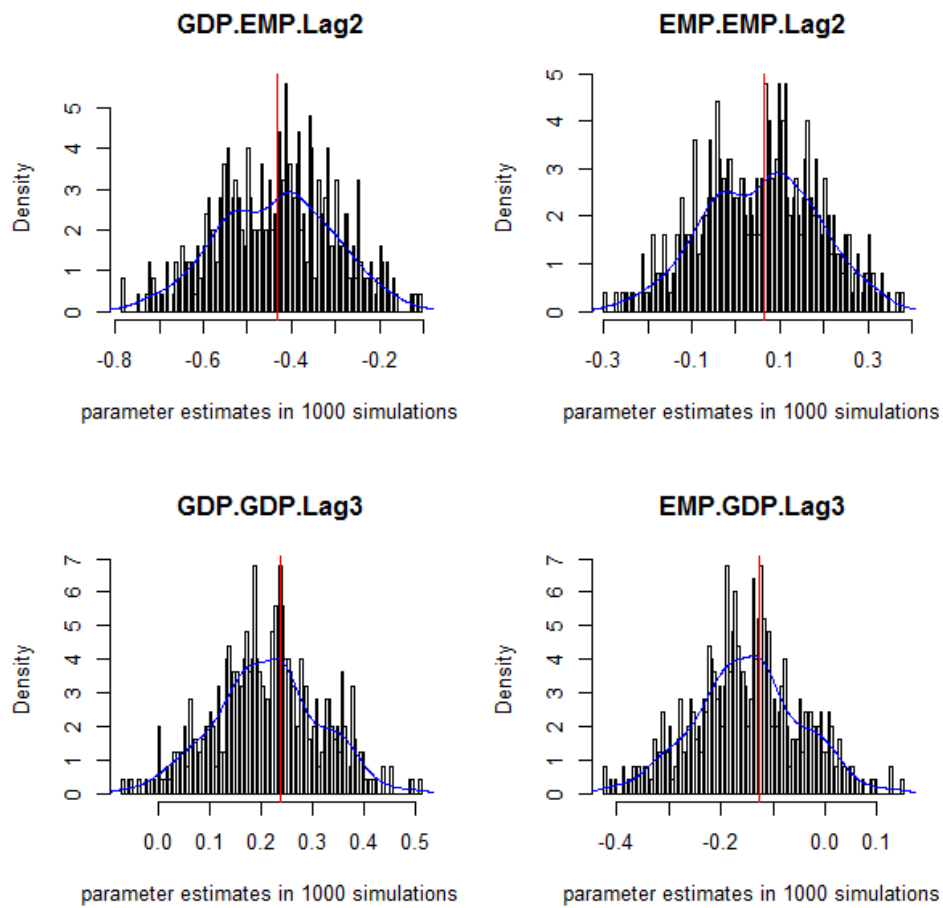 GDP.EMP.Lag2
EMP.EMP.Lag2
Density
0 1 2 3 4 5
-0.8 -0.6 -0.4 -0.2
parameter estimates in 1000 simulations
Density
0 1 2 3 4 5
-0.3 -0.1 0.1 0.3
parameter estimates in 1000 simulations
GDP.GDP.Lag3
EMP.GDP.Lag3
Density
0 1 2 3 4 5 6 7
0.0 0.1 0.2 0.3 0.4 0.5
parameter estimates in 1000 simulations
Density
0 1 2 3 4 5 6 7
-0.4 -0.2 0.0 0.1
parameter estimates in 1000 simulations